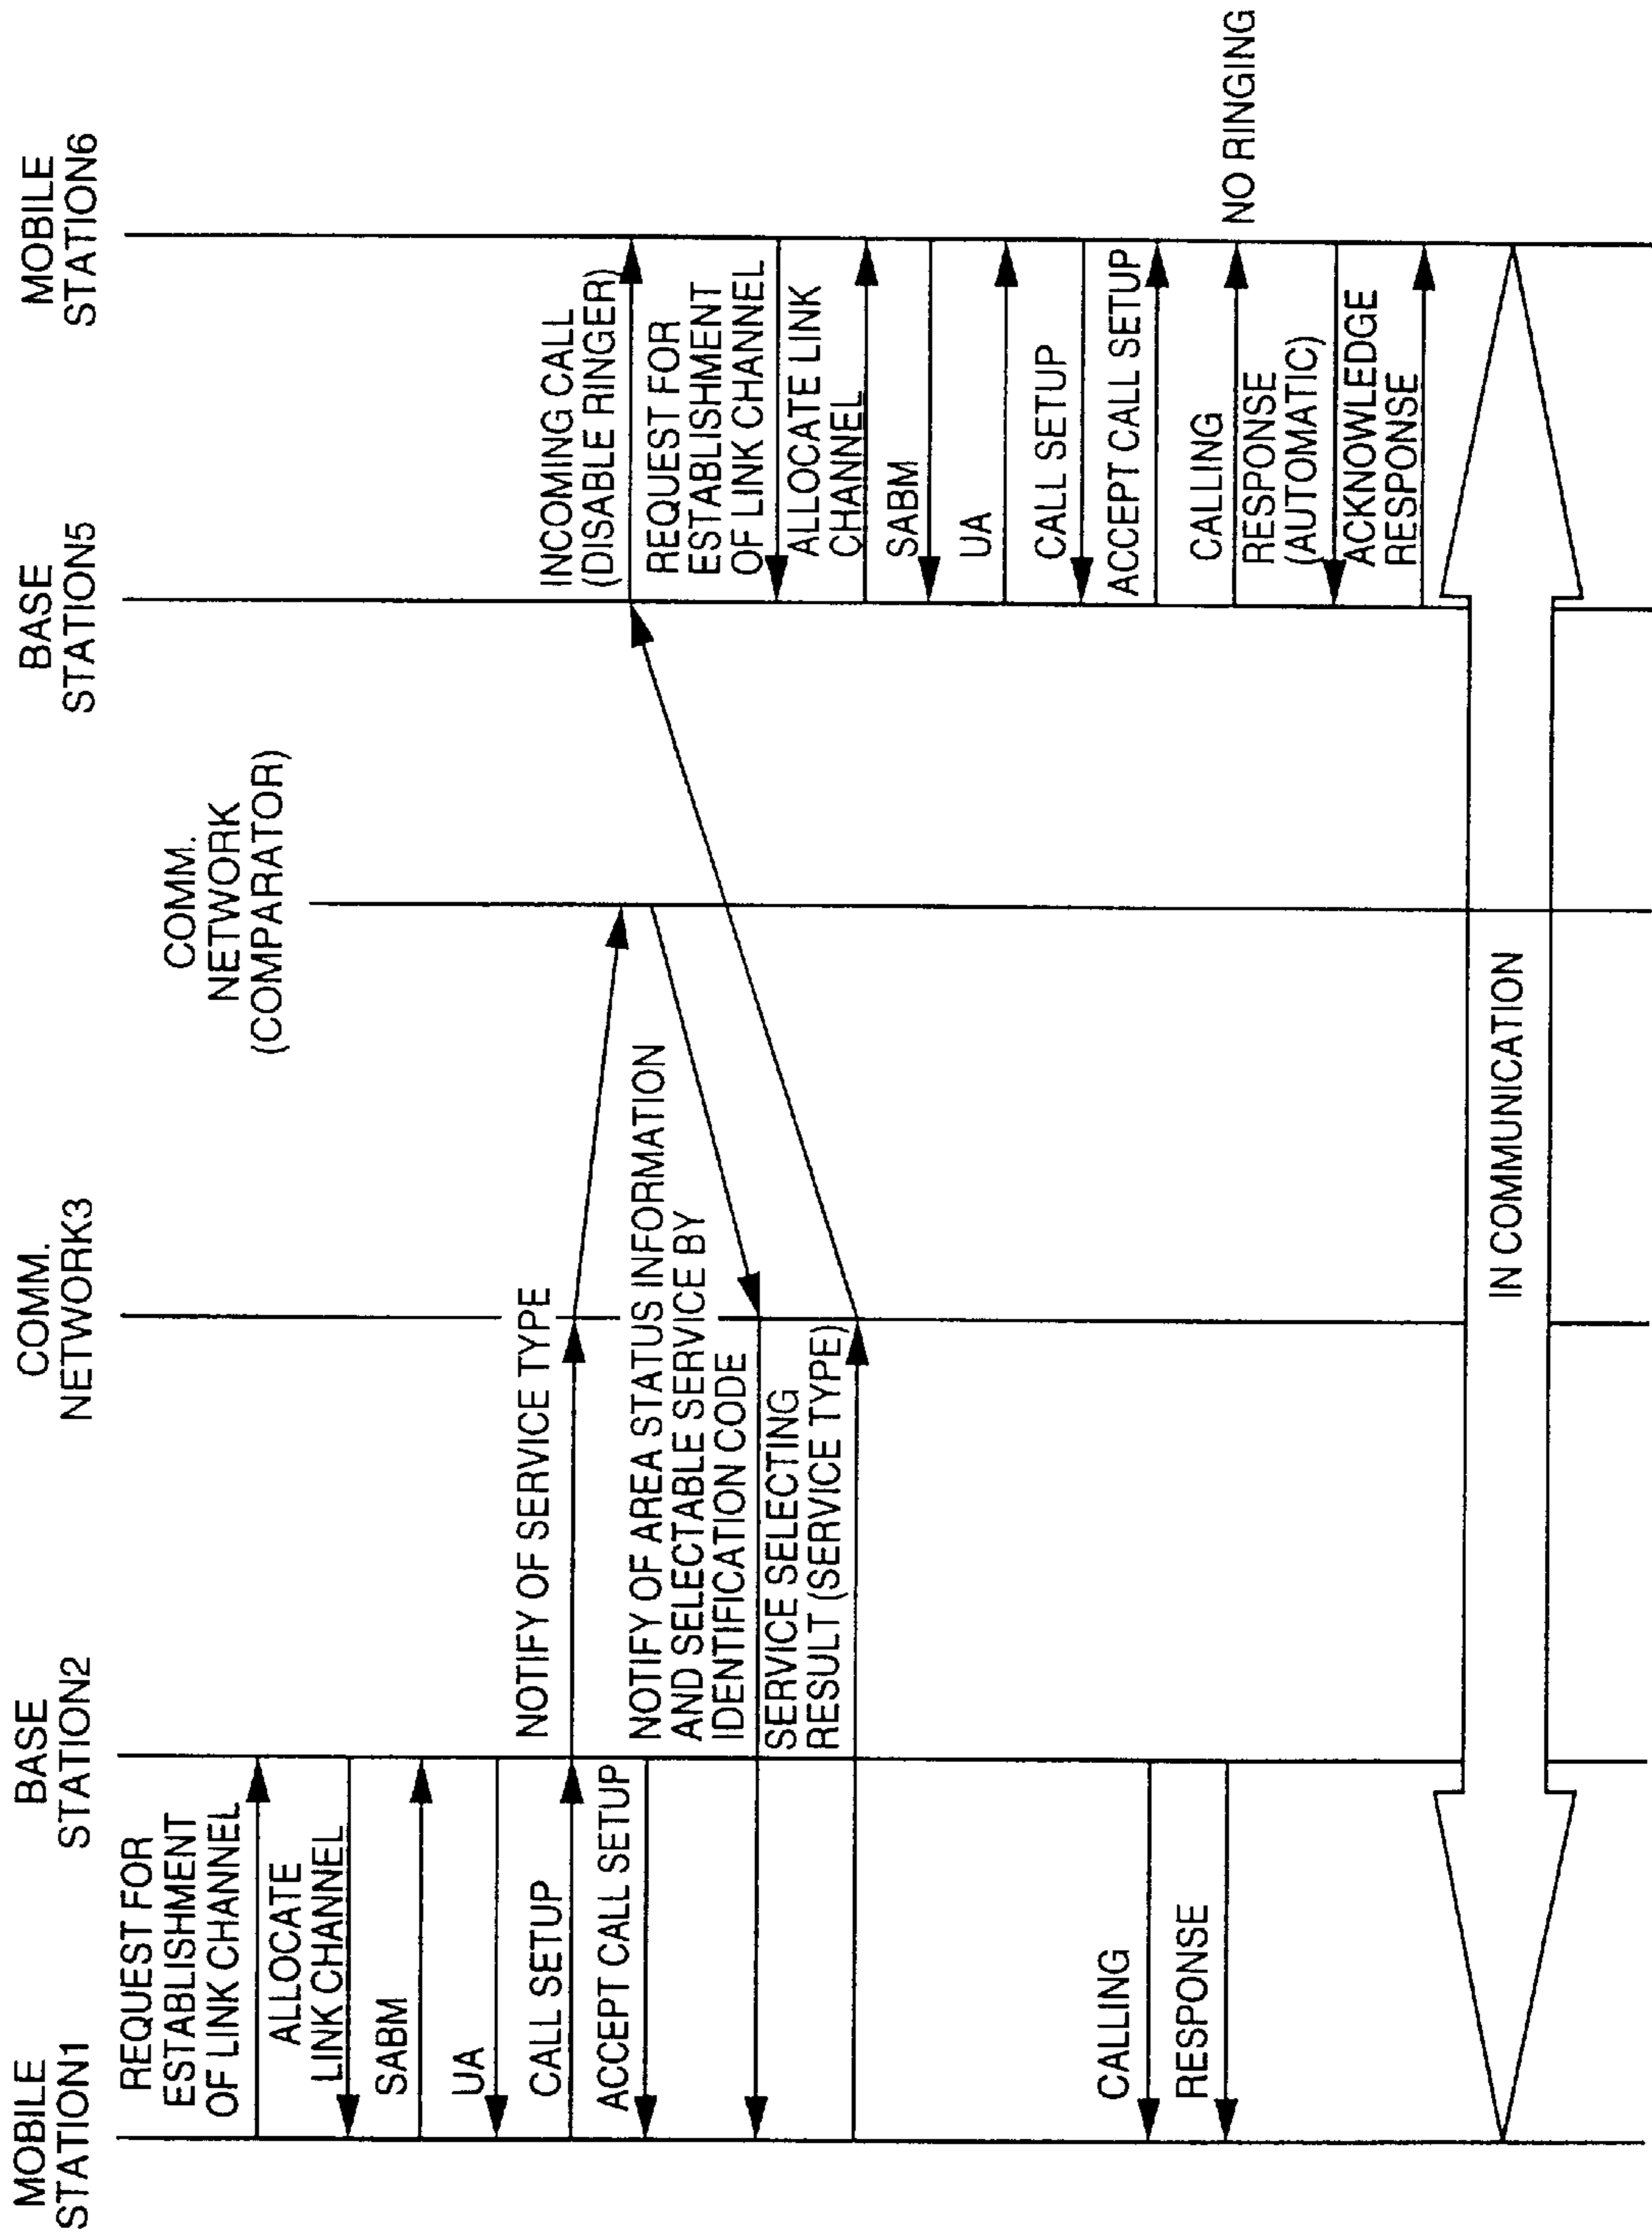 MOBILE
STATION1
BASE
STATION2
COMM.
NETWORK3
COMM.
NETWORK
(COMPARATOR)
BASE
STATION5
MOBILE
STATION6
REQUEST FOR
ESTABLISHMENT
OF LINK CHANNEL
ALLOCATE
LINK CHANNEL
SABM
UA
CALL SETUP
ACCEPT CALL SETUP
NOTIFY OF SERVICE TYPE
NOTIFY OF AREA STATUS INFORMATION
AND SELECTABLE SERVICE BY
IDENTIFICATION CODE
SERVICE SELECTING
RESULT (SERVICE TYPE)
INCOMING CALL
(DISABLE RINGER)
REQUEST FOR
ESTABLISHMENT
OF LINK CHANNEL
ALLOCATE LINK
CHANNEL
SABM
UA
CALL SETUP
ACCEPT CALL SETUP
CALLING
NO RINGING
RESPONSE
(AUTOMATIC)
ACKNOWLEDGE
RESPONSE
CALLING
RESPONSE
IN COMMUNICATION